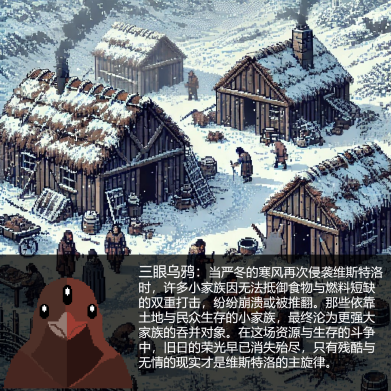 三眼乌鸦：当严冬的寒风再次侵袭维斯特洛
时，许多小家族因无法抵御食物与燃料短缺
的双重打击，纷纷崩溃或被推翻。那些依靠
土地与民众生存的小家族，最终沦为更强大
家族的吞并对象。在这场资源与生存的斗争
中，旧日的荣光早已消失殆尽，只有残酷与
无情的现实才是维斯特洛的主旋律。